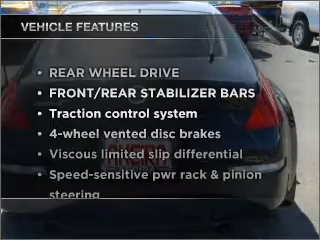 VEHICLE FEATURES
• REAR WHEEL DRIVE
• FRONT/REAR STABILIZER BARS
• Traction control system
• 4-wheel vented disc brakes
• Viscous limited slip differential
• Speed-sensitive pwr rack & pinion
steering